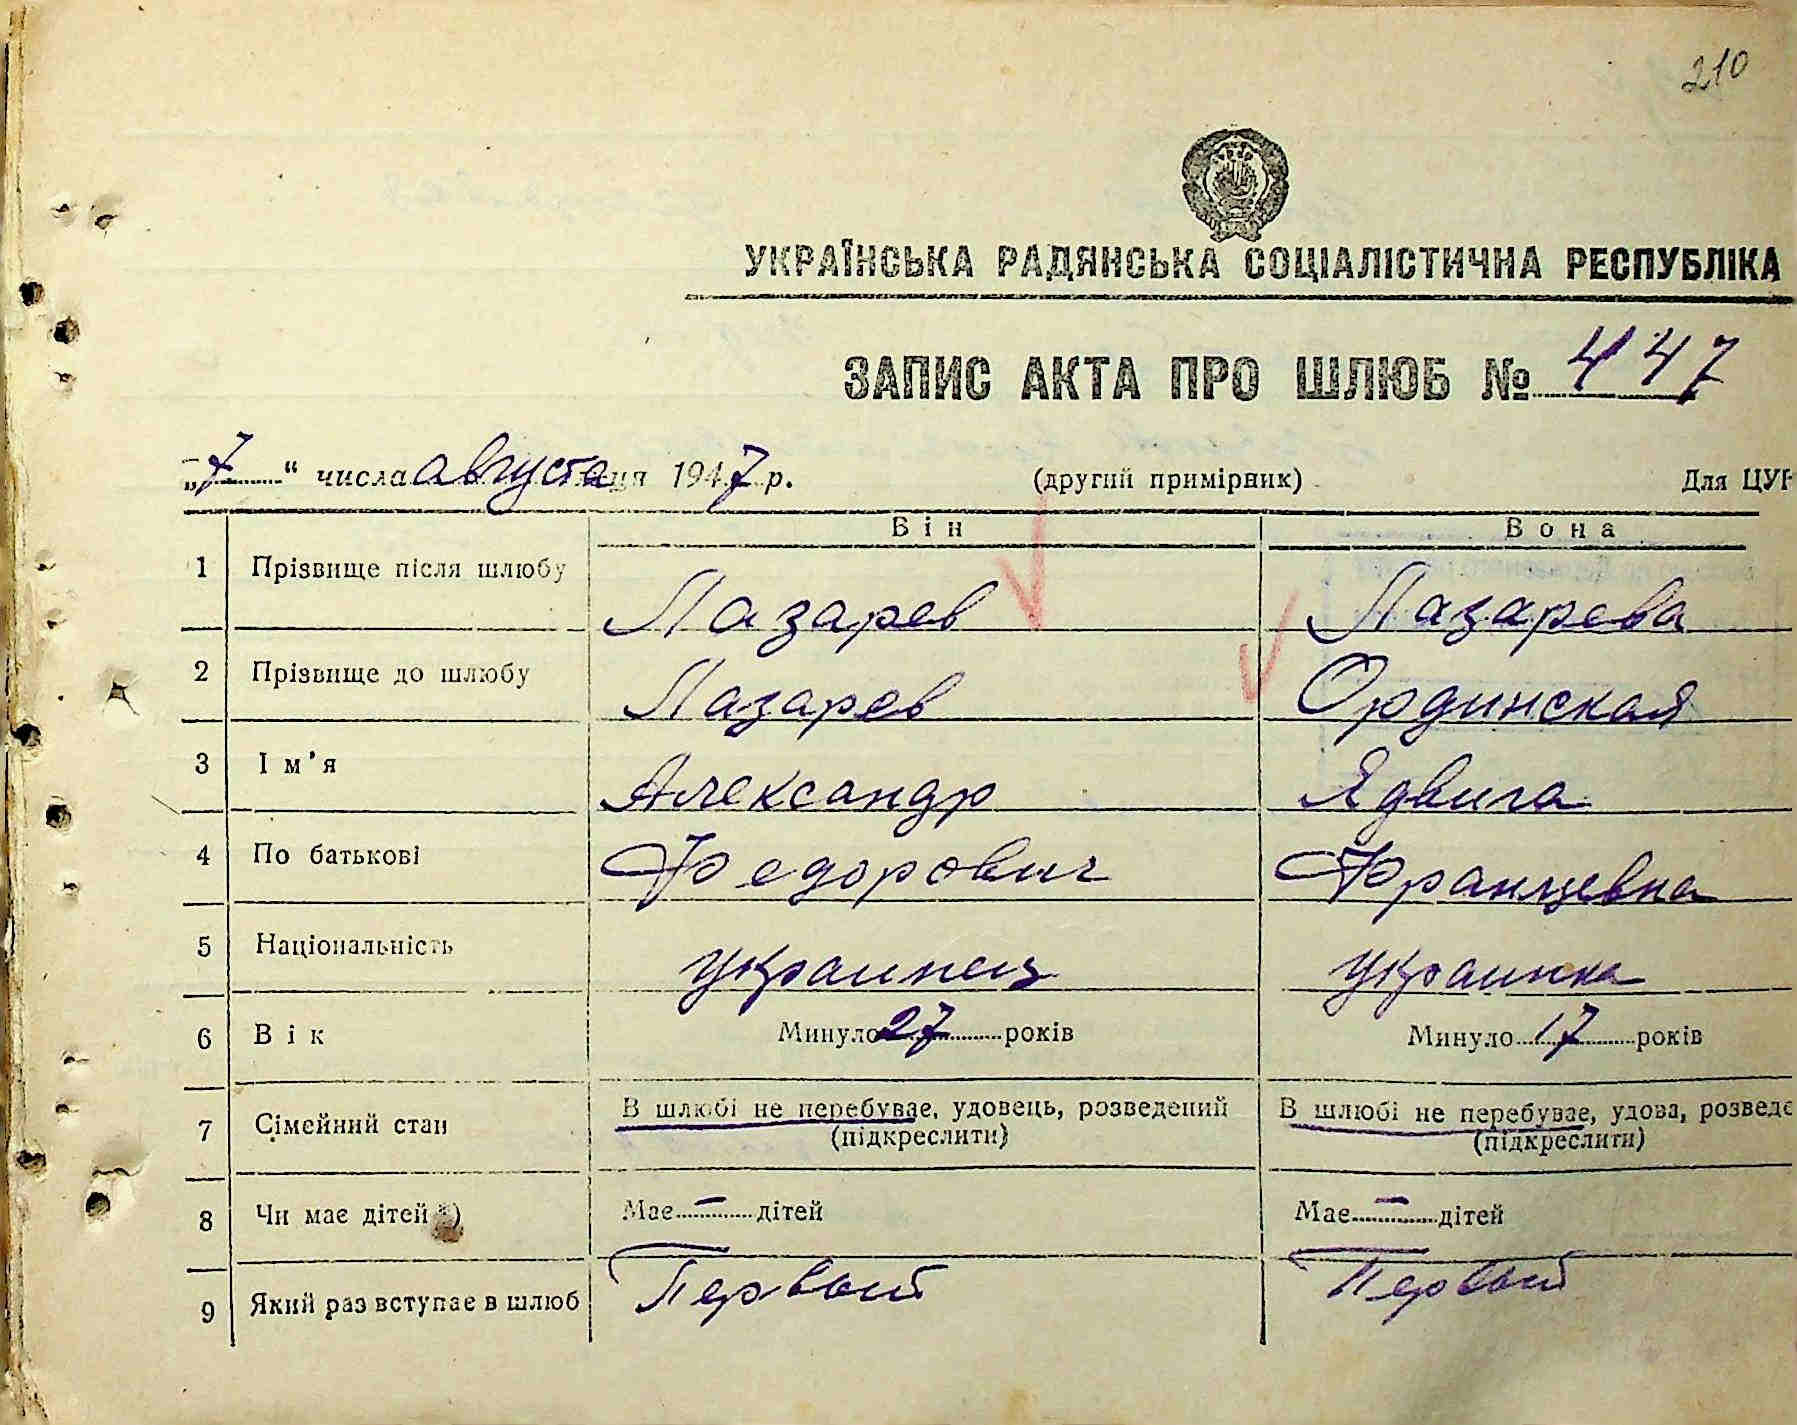 210
УКРАЇНСЬКА РАДЯНСЬКА СОЦІАЛІСТИЧНА РЕСПУБЛІКА
ЗАПИС АКТА ПРО ШЛЮБ № 447
„7“ числа августа ця 1947 р. (другий примірник) Для ЦУ
Він Вона
1 Прізвище після шлюбу Лазарев Лазарева
2 Прізвище до шлюбу Лазарев Ординская
3 Ім'я Александр Ядвига
4 По батькові Федорович Францевна
5 Національність украинец украинка
6 Вік Минуло 27 років Минуло 17 років
7 Сімейний стан В шлюбі не перебуває, удовець, розведений (підкреслити) В шлюбі не перебуває, удова, розведе (підкреслити)
8 Чи має дітей *) Має – дітей Має – дітей
9 Який раз вступає в шлюб Первый Первый